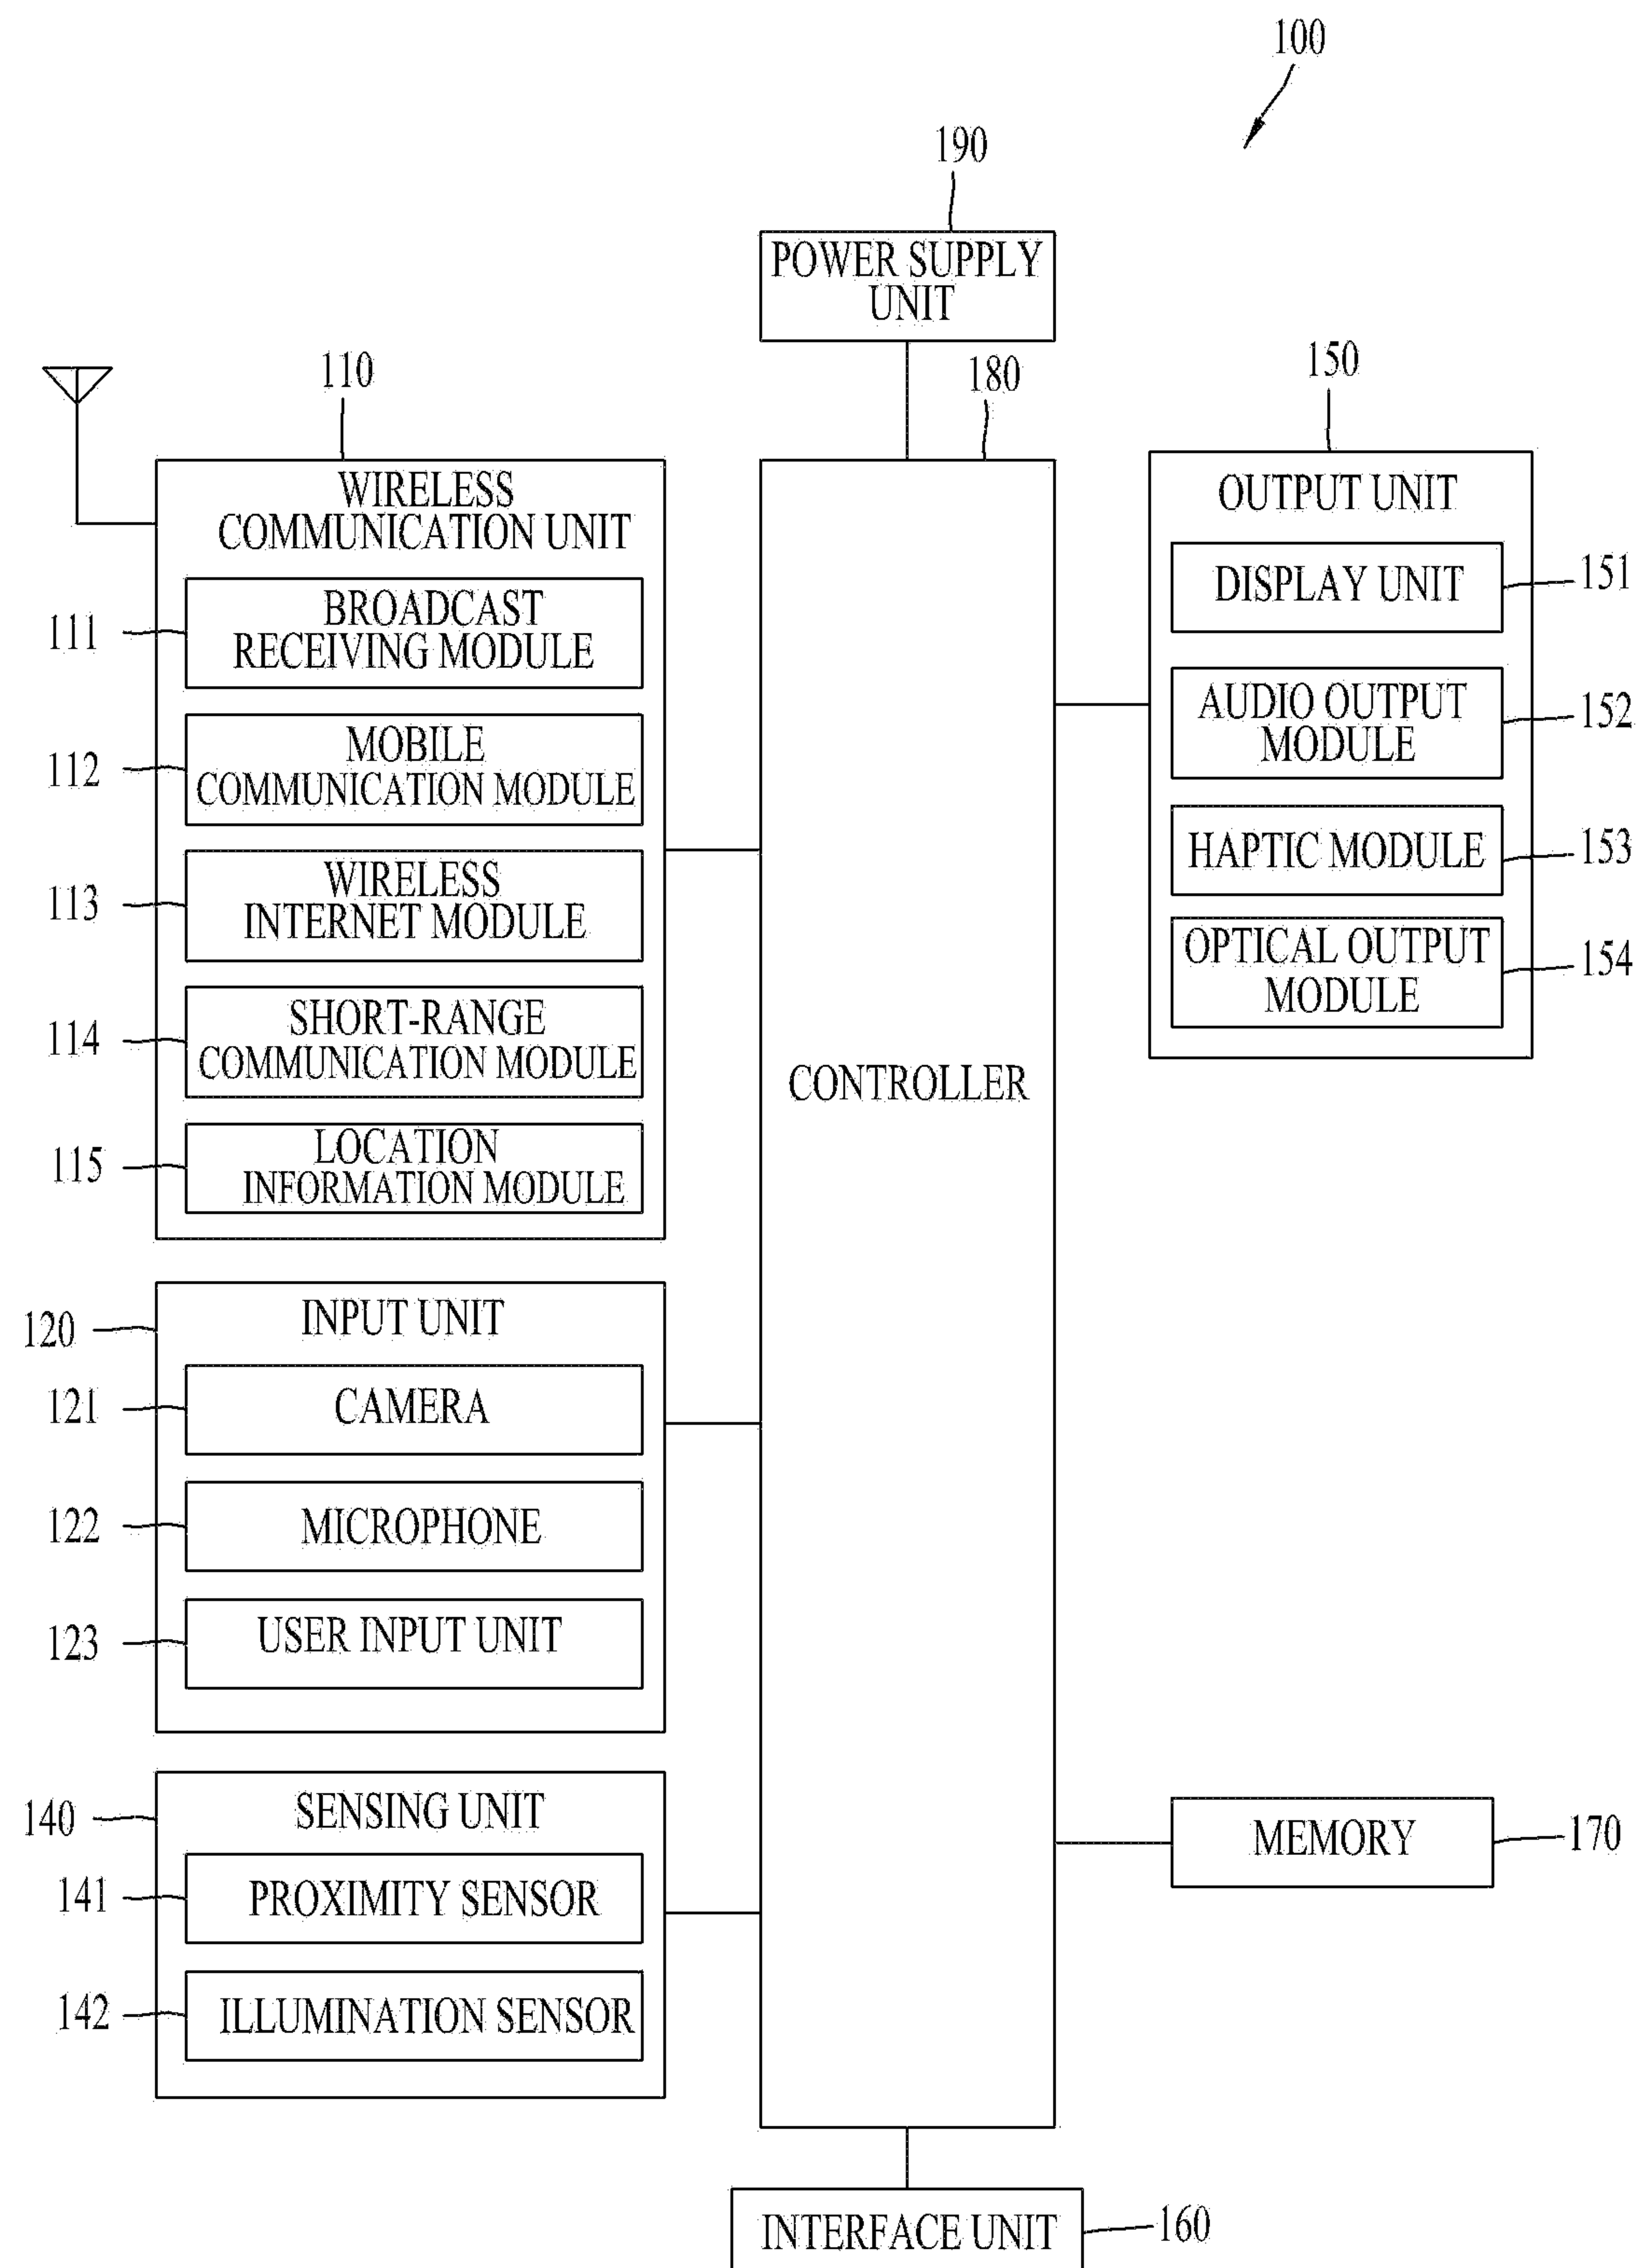 100
190
POWER SUPPLY
UNIT
110
180
150
WIRELESS
COMMUNICATION UNIT
111
BROADCAST
RECEIVING MODULE
112
MOBILE
COMMUNICATION MODULE
113
WIRELESS
INTERNET MODULE
114
SHORT-RANGE
COMMUNICATION MODULE
115
LOCATION
INFORMATION MODULE
120
INPUT UNIT
121
CAMERA
122
MICROPHONE
123
USER INPUT UNIT
140
SENSING UNIT
141
PROXIMITY SENSOR
142
ILLUMINATION SENSOR
CONTROLLER
OUTPUT UNIT
DISPLAY UNIT
151
AUDIO OUTPUT
MODULE
152
HAPTIC MODULE
153
OPTICAL OUTPUT
MODULE
154
MEMORY
170
INTERFACE UNIT
160